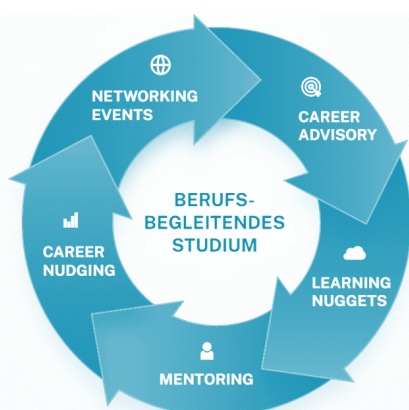 NETWORKING
EVENTS
CAREER
ADVISORY
BERUFS-
BEGLEITENDES
STUDIUM
LEARNING
NUGGETS
MENTORING
CAREER
NUDGING